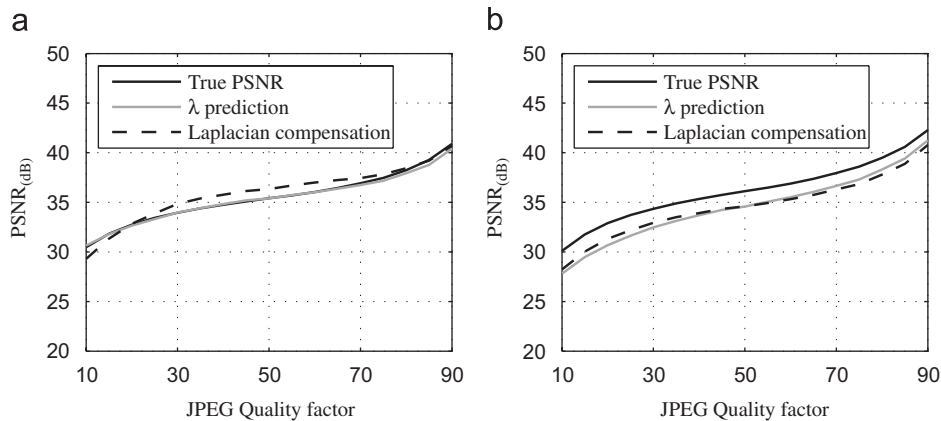 a
50
45
40
35
30
25
20
PSNR(dB)
True PSNR
λ prediction
Laplacian compensation
10 30 50 70 90
JPEG Quality factor
b
50
45
40
35
30
25
20
PSNR(dB)
True PSNR
λ prediction
Laplacian compensation
10 30 50 70 90
JPEG Quality factor